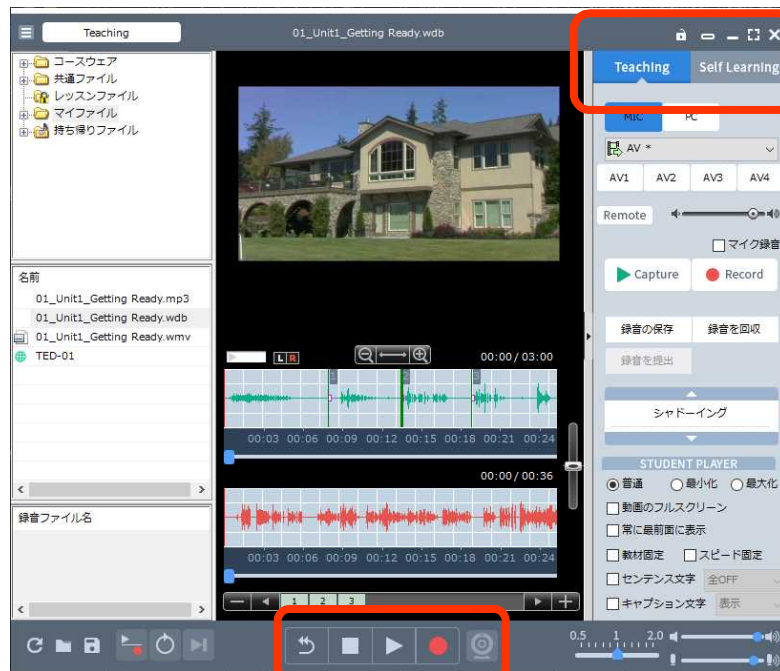 Teaching
01_Unit1_Getting Ready.wdb
コースウェア
共通ファイル
レッスンファイル
マイファイル
持ち帰りファイル
名前
01_Unit1_Getting Ready.mp3
01_Unit1_Getting Ready.wdb
01_Unit1_Getting Ready.wmv
TED-01
録音ファイル名
L R
00:00 / 03:00
1 2 3
00:03 00:06 00:09 00:12 00:15 00:18 00:21 00:24
00:00 / 00:36
00:03 00:06 00:09 00:12 00:15 00:18 00:21 00:24
1 2 3
Teaching Self Learning
MIC PC
AV *
AV1 AV2 AV3 AV4
Remote
マイク録音
Capture Record
録音の保存 録音を回収
録音を提出
シャドーイング
STUDENT PLAYER
普通 最小化 最大化
動画のフルスクリーン
常に最前面に表示
教材固定 スピード固定
センテンス文字 全OFF
キャプション文字 表示
0.5 1 2.0